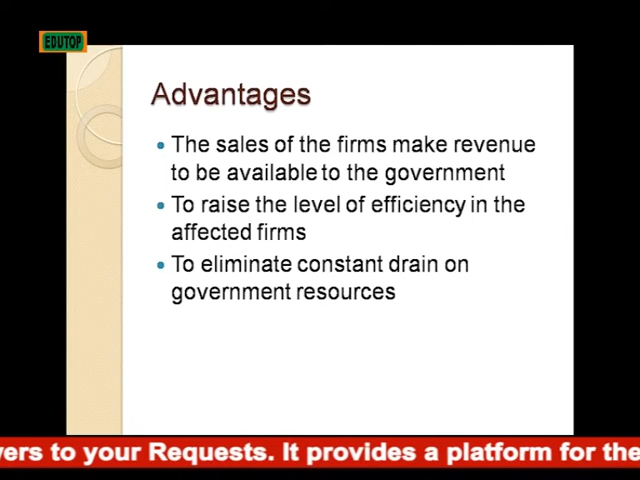 EDUTOP
Advantages
• The sales of the firms make revenue
to be available to the government
• To raise the level of efficiency in the
affected firms
• To eliminate constant drain on
government resources
vers to your Requests. It provides a platform for the